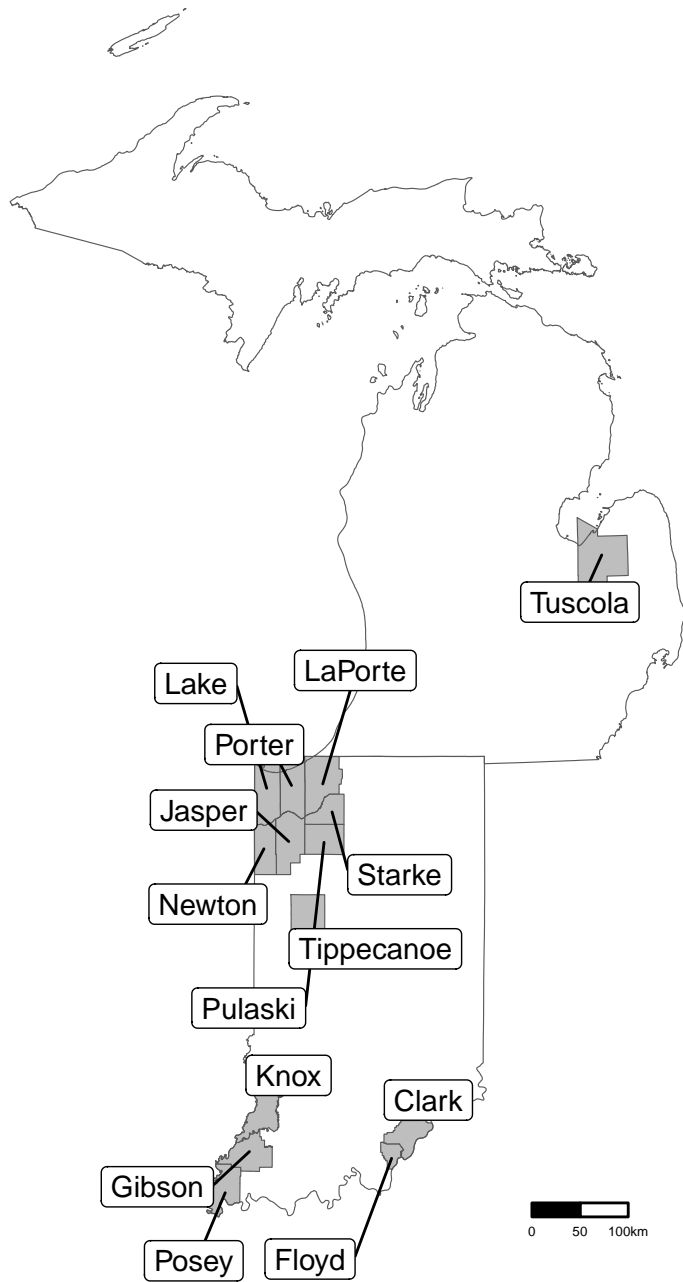 Tuscola
LaPorte
Lake
Porter
Jasper
Starke
Newton
Tippecanoe
Pulaski
Knox
Clark
Gibson
Posey
Floyd
0 50 100km